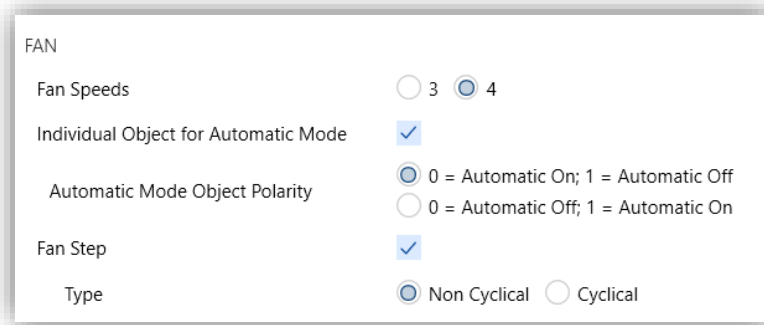 FAN
Fan Speeds 3 4
Individual Object for Automatic Mode
Automatic Mode Object Polarity 0 = Automatic On; 1 = Automatic Off
0 = Automatic Off; 1 = Automatic On
Fan Step
Type Non Cyclical Cyclical